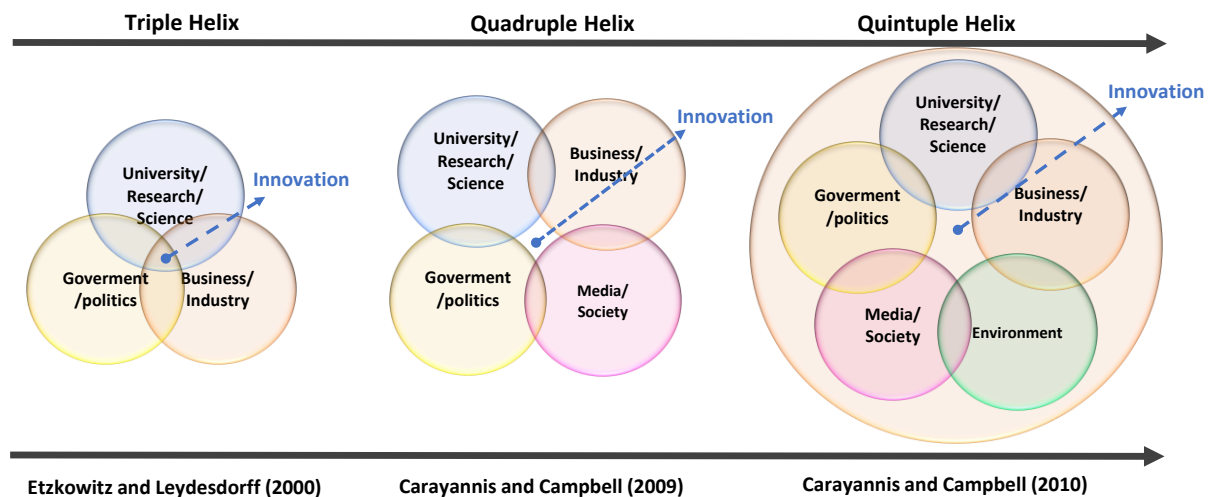 Triple Helix
Quadruple Helix
Quintuple Helix
University/
Research/
Science
Innovation
Goverment
/politics
Business/
Industry
University/
Research/
Science
Business/
Industry
Innovation
Goverment
/politics
Media/
Society
University/
Research/
Science
Innovation
Goverment
/politics
Business/
Industry
Media/
Society
Environment
Etzkowitz and Leydesdorff (2000)
Carayannis and Campbell (2009)
Carayannis and Campbell (2010)